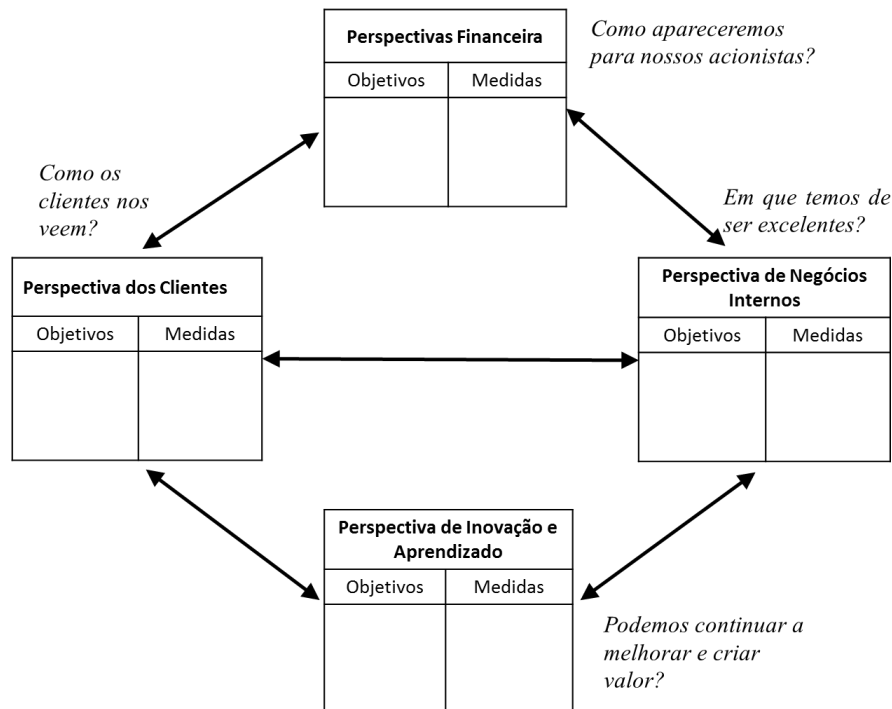 Perspectivas Financeira
Objetivos Medidas
Como apareceremos
para nossos acionistas?
Como os
clientes nos
veem?
Em que temos de
ser excelentes?
Perspectiva dos Clientes
Objetivos Medidas
Perspectiva de Negócios
Internos
Objetivos Medidas
Perspectiva de Inovação e
Aprendizado
Objetivos Medidas
Podemos continuar a
melhorar e criar
valor?